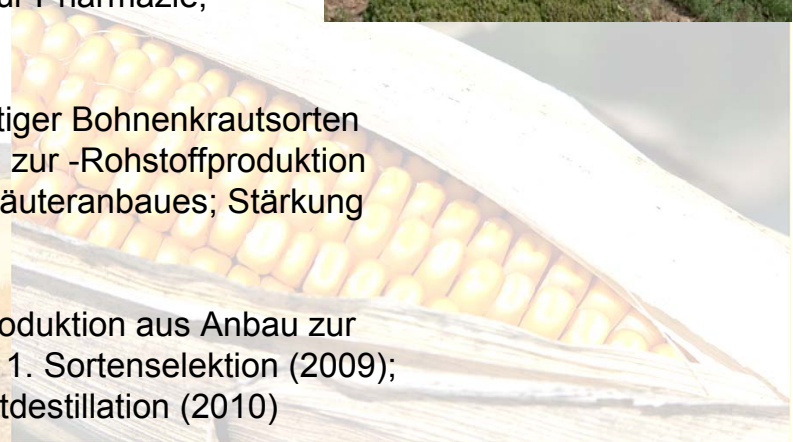 ur Pharmazie,
tiger Bohnenkrautsorten
zur -Rohstoffproduktion
äuteranbaues; Stärkung
oduktion aus Anbau zur
1. Sortenselektion (2009);
tdestillation (2010)